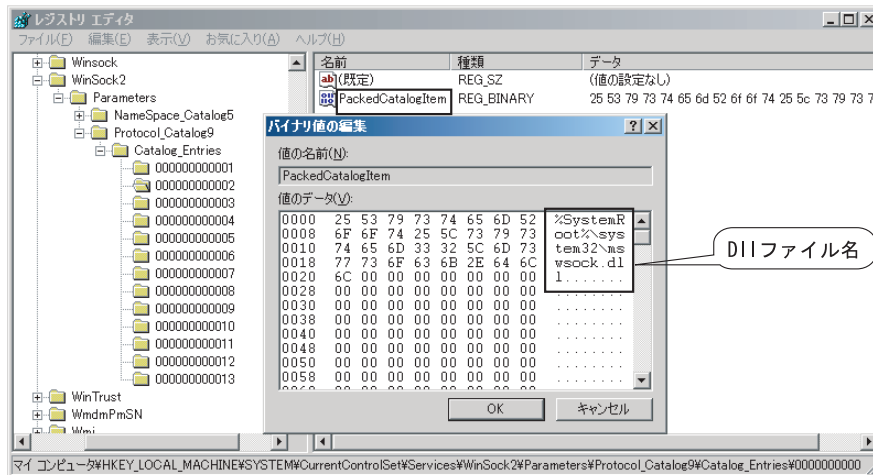 レジストリ エディタ
ファイル(F) 編集(E) 表示(V) お気に入り(A) ヘルプ(H)
Winsock
WinSock2
Parameters
NameSpace_Catalog5
Protocol_Catalog9
Catalog_Entries
000000000001
000000000002
000000000003
000000000004
000000000005
000000000006
000000000007
000000000008
000000000009
000000000010
000000000011
000000000012
000000000013
WinTrust
WmdmPmSN
Wmi
名前 種類 データ
(既定) REG_SZ (値の設定なし)
PackedCatalogItem REG_BINARY 25 53 79 73 74 65 6d 52 6f 6f 74 25 5c 73 79 73 7
バイナリ値の編集
値の名前(N):
PackedCatalogItem
値のデータ(V):
0000 25 53 79 73 74 65 6D 52 %SystemR
0008 6F 6F 74 25 5C 73 79 73 oot%\sys
0010 74 65 6D 33 32 5C 6D 73 tem32\ms
0018 77 73 6F 63 6B 2E 64 6C wsock.dl
0020 6C 00 00 00 00 00 00 00 l.......
0028 00 00 00 00 00 00 00 00 ........
0030 00 00 00 00 00 00 00 00 ........
0038 00 00 00 00 00 00 00 00 ........
0040 00 00 00 00 00 00 00 00 ........
0048 00 00 00 00 00 00 00 00 ........
0050 00 00 00 00 00 00 00 00 ........
0058 00 00 00 00 00 00 00 00 ........
OK キャンセル
Dllファイル名
マイ コンピュータ¥HKEY_LOCAL_MACHINE¥SYSTEM¥CurrentControlSet¥Services¥WinSock2¥Parameters¥Protocol_Catalog9¥Catalog_Entries¥0000000000